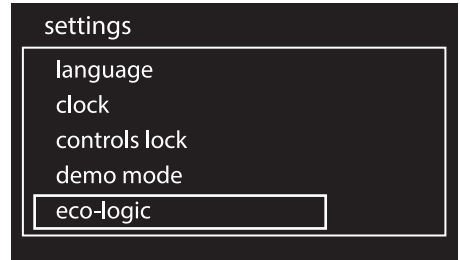 settings
language
clock
controls lock
demo mode
eco-logic